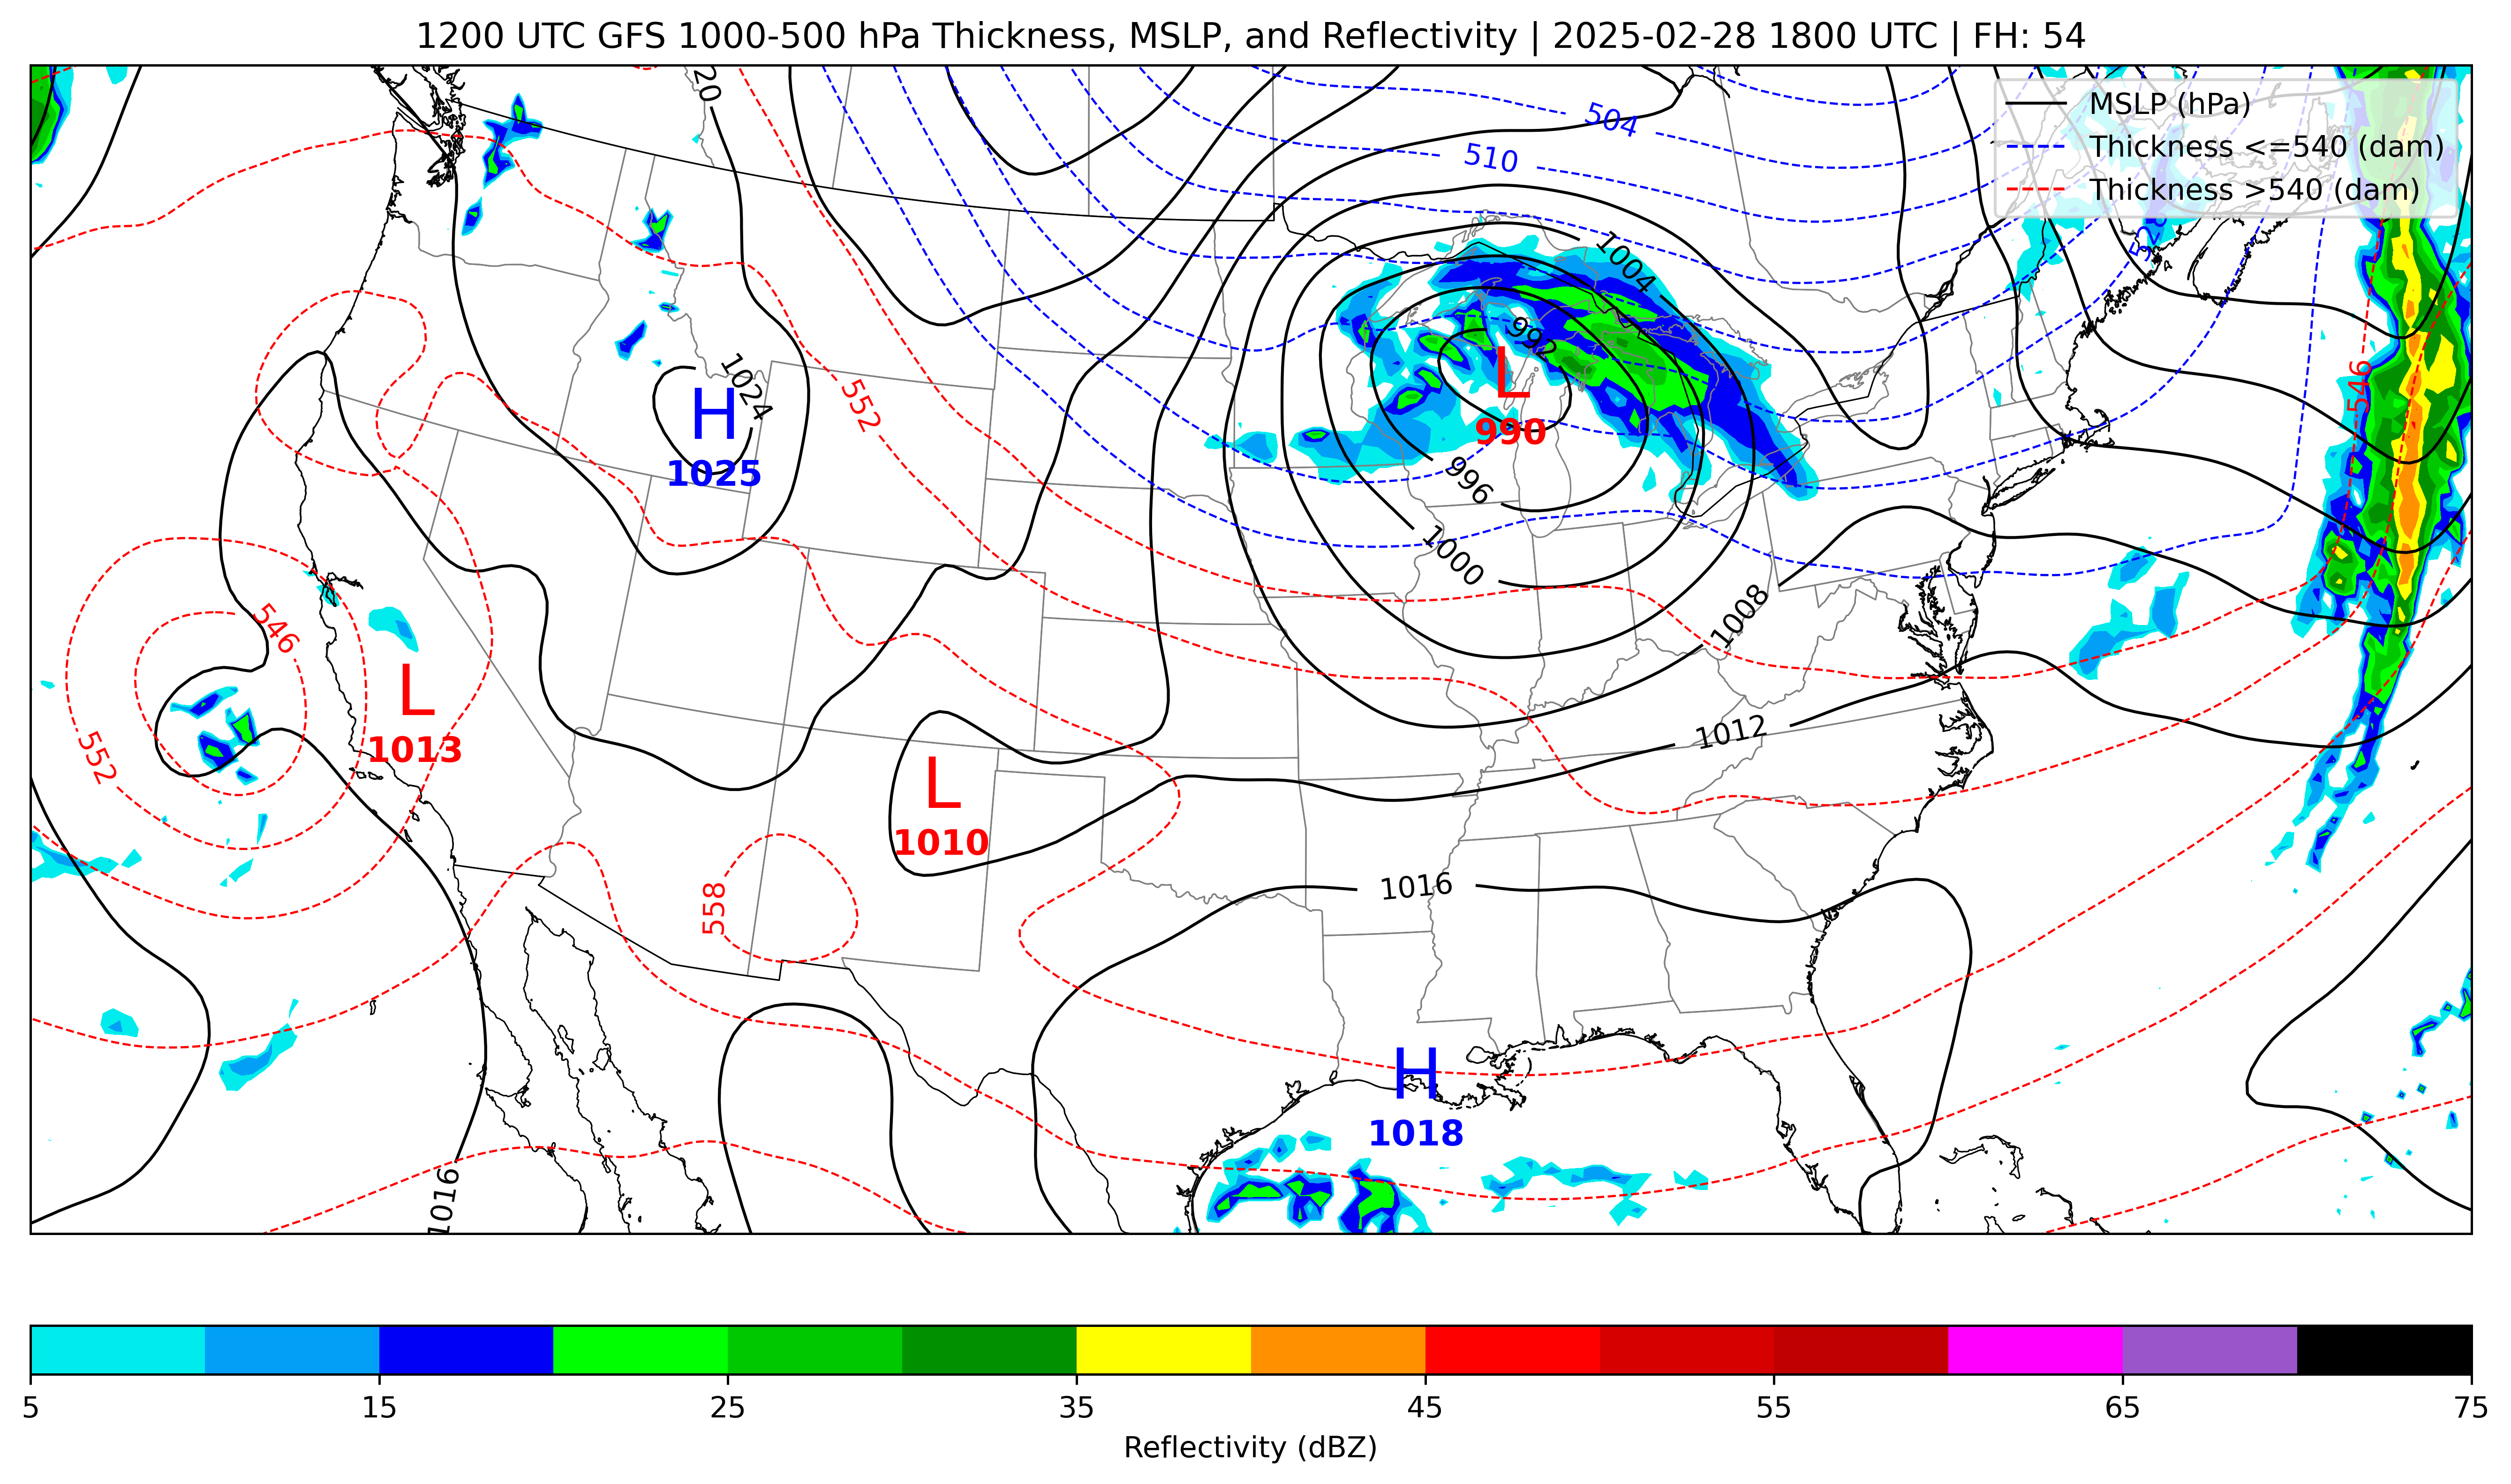 1200 UTC GFS 1000-500 hPa Thickness, MSLP, and Reflectivity | 2025-02-28 1800 UTC | FH: 54
MSLP (hPa)
Thickness <=540 (dam)
Thickness >540 (dam)
20
504
510
528
1004
992
L
990
996
1000
1008
1012
1016
546
552
1024
H
1025
546
552
L
1013
L
1010
558
H
1018
1016
5 15 25 35 45 55 65 75
Reflectivity (dBZ)